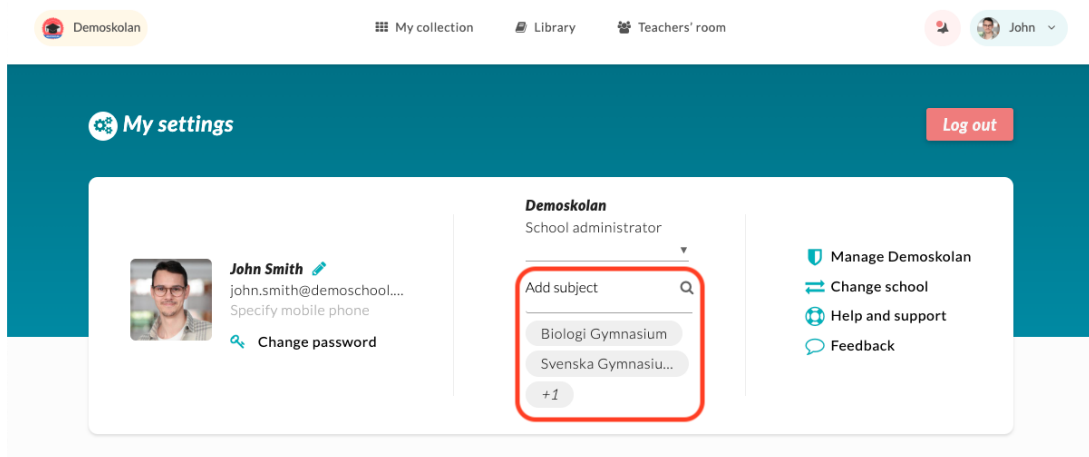 Demoskolan
My collection
Library
Teachers' room
John
My settings
Log out
John Smith
john.smith@demoschool....
Specify mobile phone
Change password
Demoskolan
School administrator
Add subject
Biologi Gymnasium
Svenska Gymnasiu...
+1
Manage Demoskolan
Change school
Help and support
Feedback